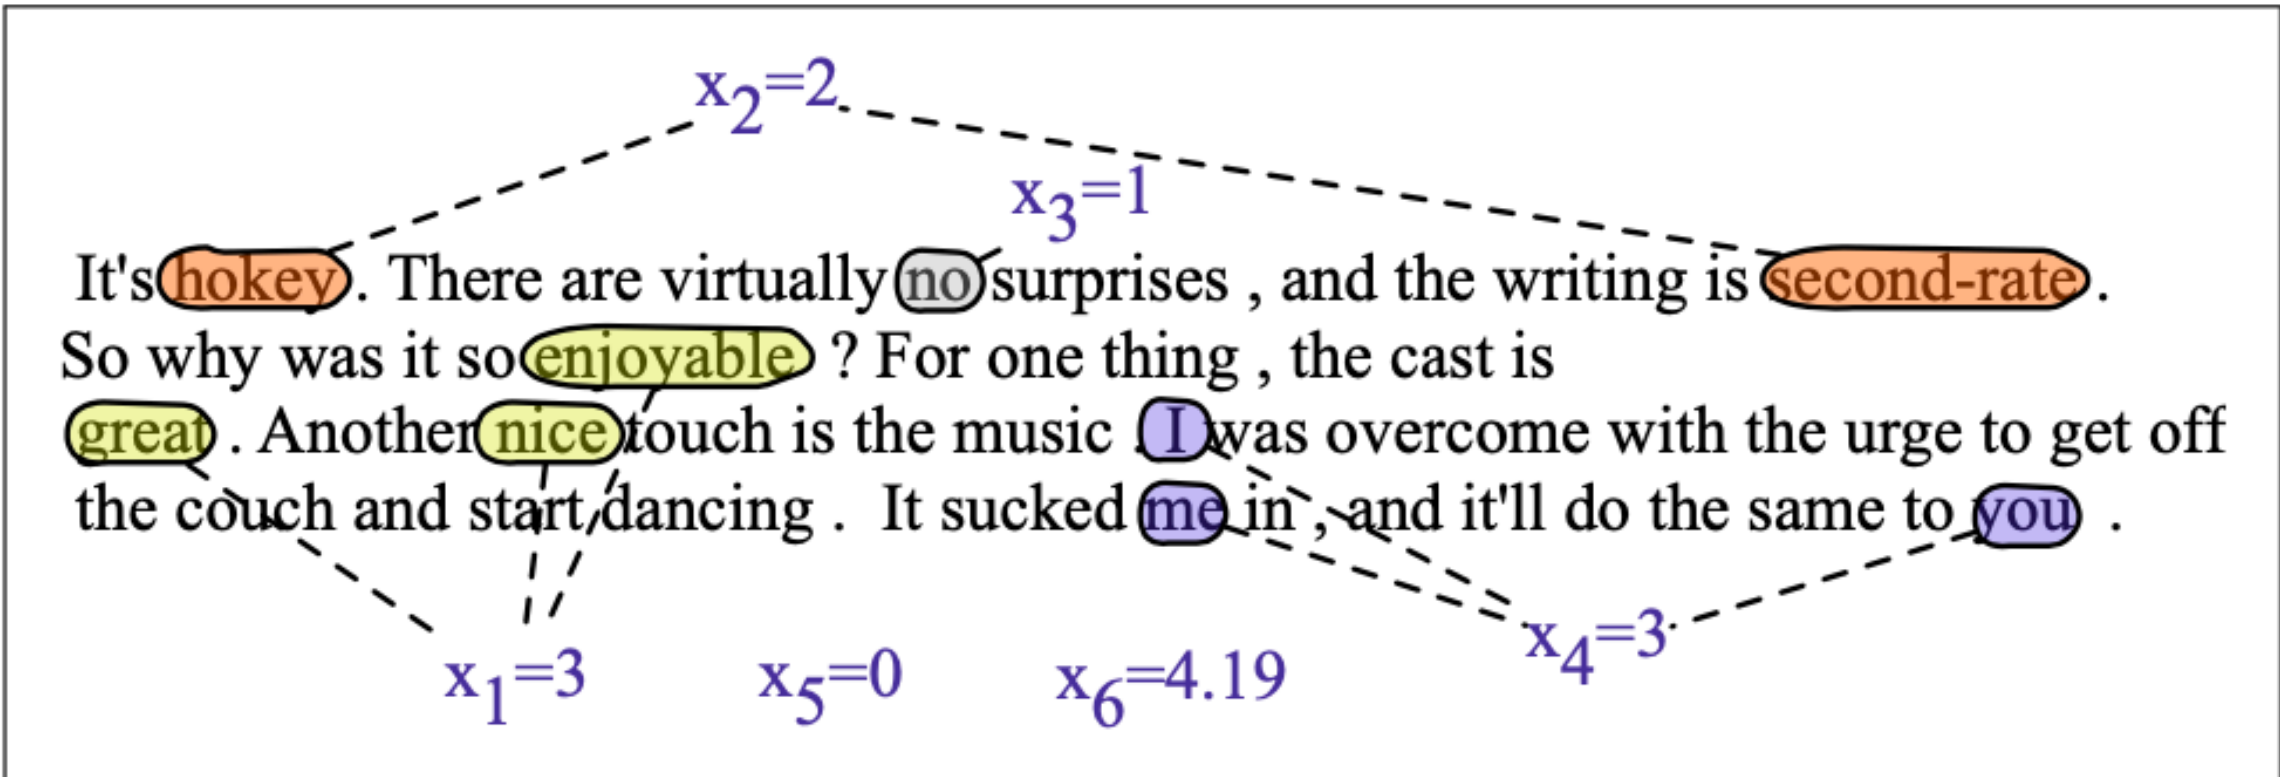 x2=2
x3=1
It's hokey . There are virtually no surprises , and the writing is second-rate .
So why was it so enjoyable ? For one thing , the cast is
great . Another nice touch is the music . I was overcome with the urge to get off
the couch and start dancing . It sucked me in , and it'll do the same to you .
x4=3
x1=3 x5=0 x6=4.19